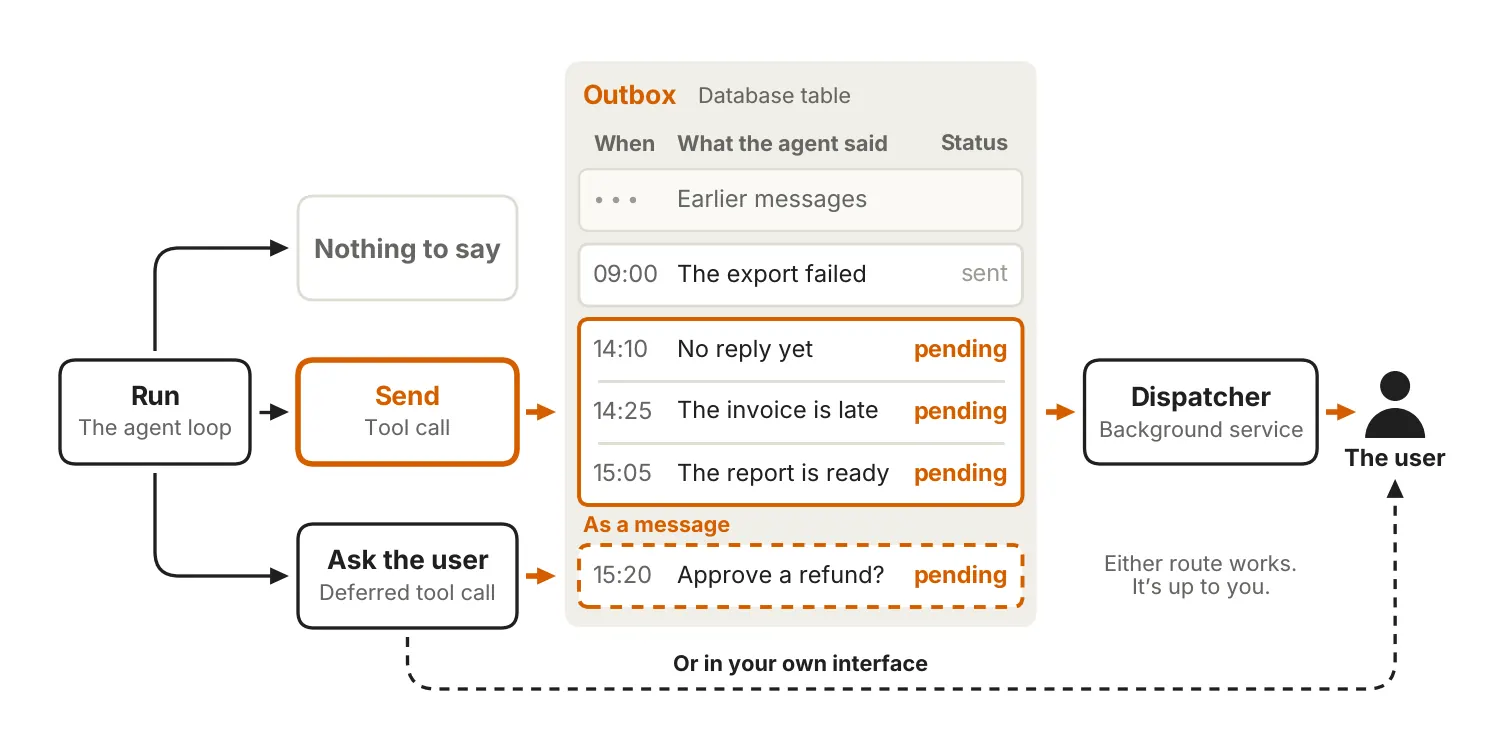 Outbox Database table
When What the agent said Status
• • • Earlier messages
Nothing to say
09:00 The export failed sent
Run
The agent loop
Send
Tool call
14:10 No reply yet pending
14:25 The invoice is late pending
15:05 The report is ready pending
Dispatcher
Background service
The user
As a message
Ask the user
Deferred tool call
15:20 Approve a refund? pending
Either route works.
It’s up to you.
Or in your own interface